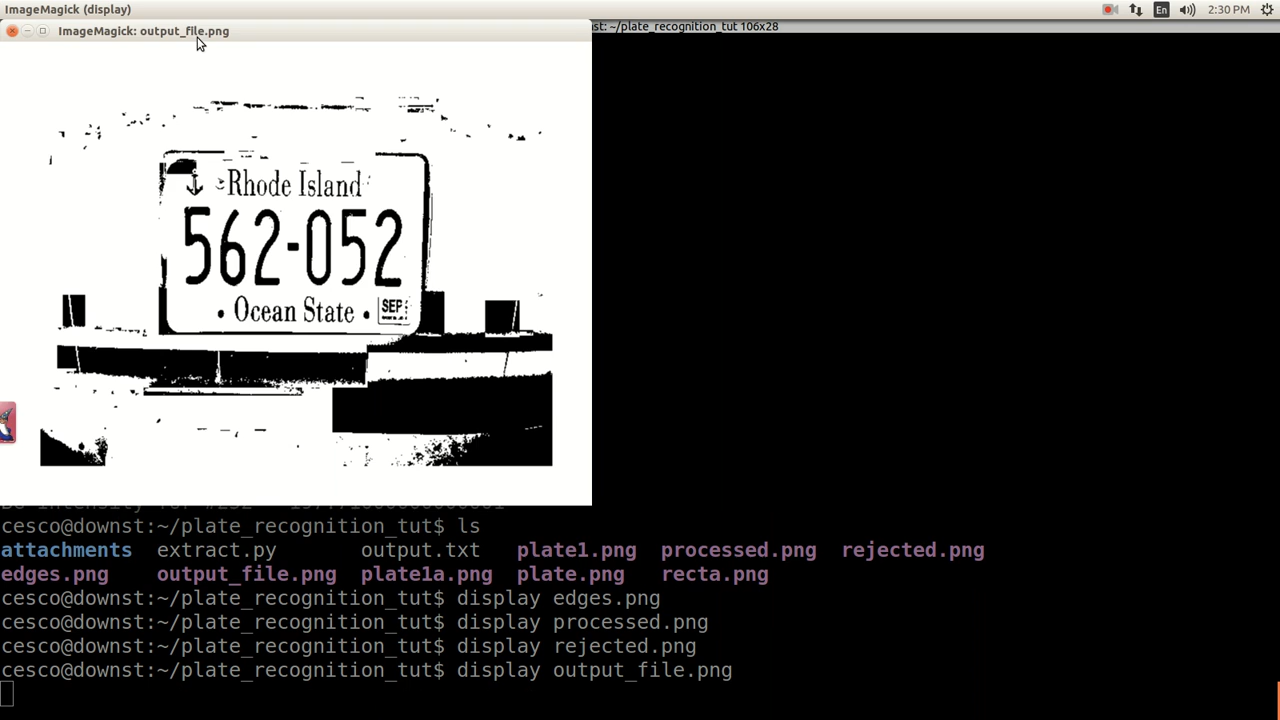 ImageMagick (display)
En
2:30 PM
ImageMagick: output_file.png
st: ~/plate_recognition_tut 106x28
Rhode Island
562-052
• Ocean State •
SEP
cesco@downst:~/plate_recognition_tut$ ls
attachments extract.py output.txt plate1.png processed.png rejected.png
edges.png output_file.png plate1a.png plate.png recta.png
cesco@downst:~/plate_recognition_tut$ display edges.png
cesco@downst:~/plate_recognition_tut$ display processed.png
cesco@downst:~/plate_recognition_tut$ display rejected.png
cesco@downst:~/plate_recognition_tut$ display output_file.png